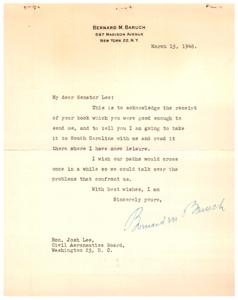 BERNARD M. BARUCH
597 MADISON AVENUE
NEW YORK 22, N.Y.
March 13, 1946.
My dear Senator Lee:
This is to acknowledge the receipt
of your book which you were good enough to
send us, and to tell you I am going to take
it to South Carolina with me and read it
there where I have more leisure.
I wish our paths would cross
once in a while so we could talk over the
problems that confront us.
With best wishes, I am
Sincerely yours,
Bernard M. Baruch
Hon. Josh Lee,
Civil Aeronautics Board,
Washington 25, D. C.